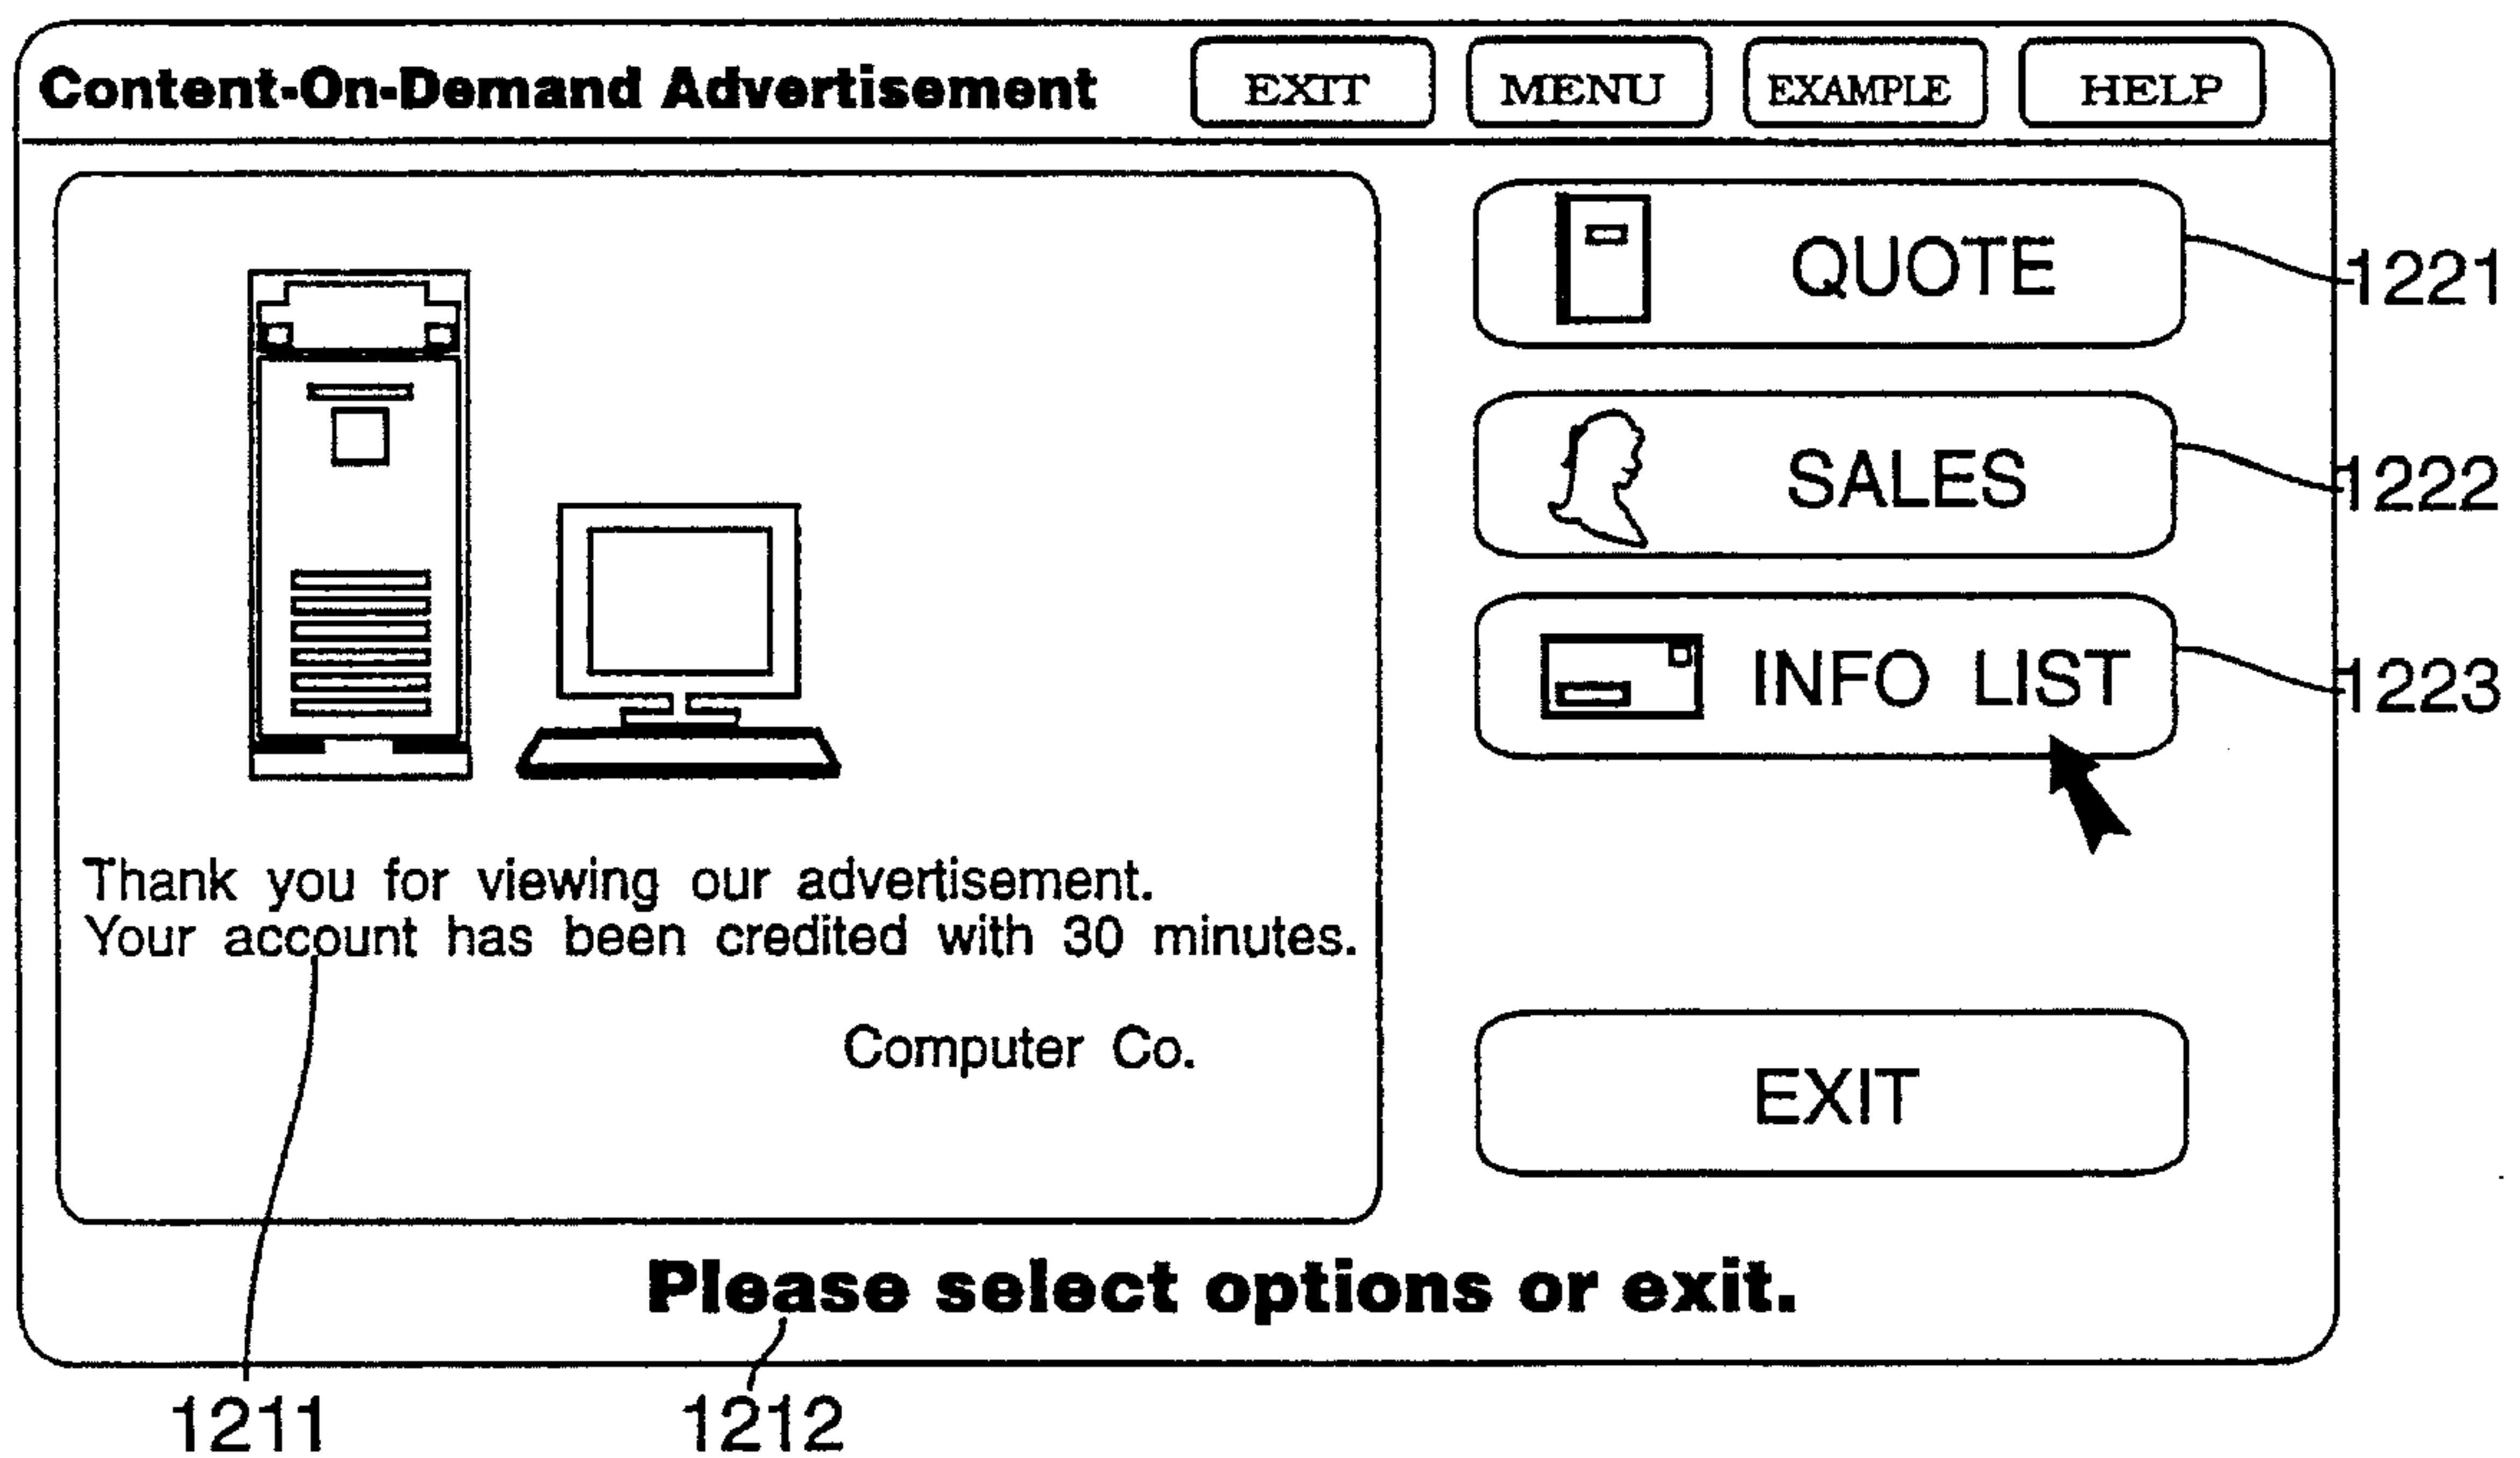 Content-On-Demand Advertisement EXIT MENU EXAMPLE HELP
QUOTE 1221
SALES 1222
INFO LIST 1223
Thank you for viewing our advertisement.
Your account has been credited with 30 minutes.
Computer Co.
EXIT
Please select options or exit.
1211 1212